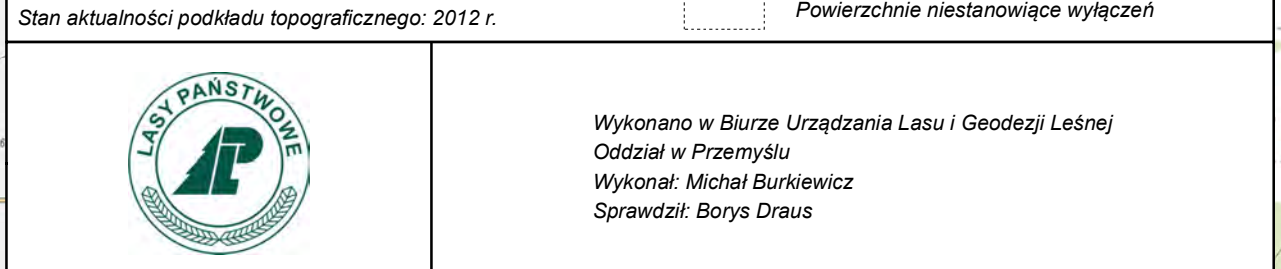 Stan aktualności podkładu topograficznego: 2012 r.
Powierzchnie niestanowiące wyłączeń
LASY PAŃSTWOWE
LP
Wykonano w Biurze Urządzania Lasu i Geodezji Leśnej
Oddział w Przemyślu
Wykonał: Michał Burkiewicz
Sprawdził: Borys Draus